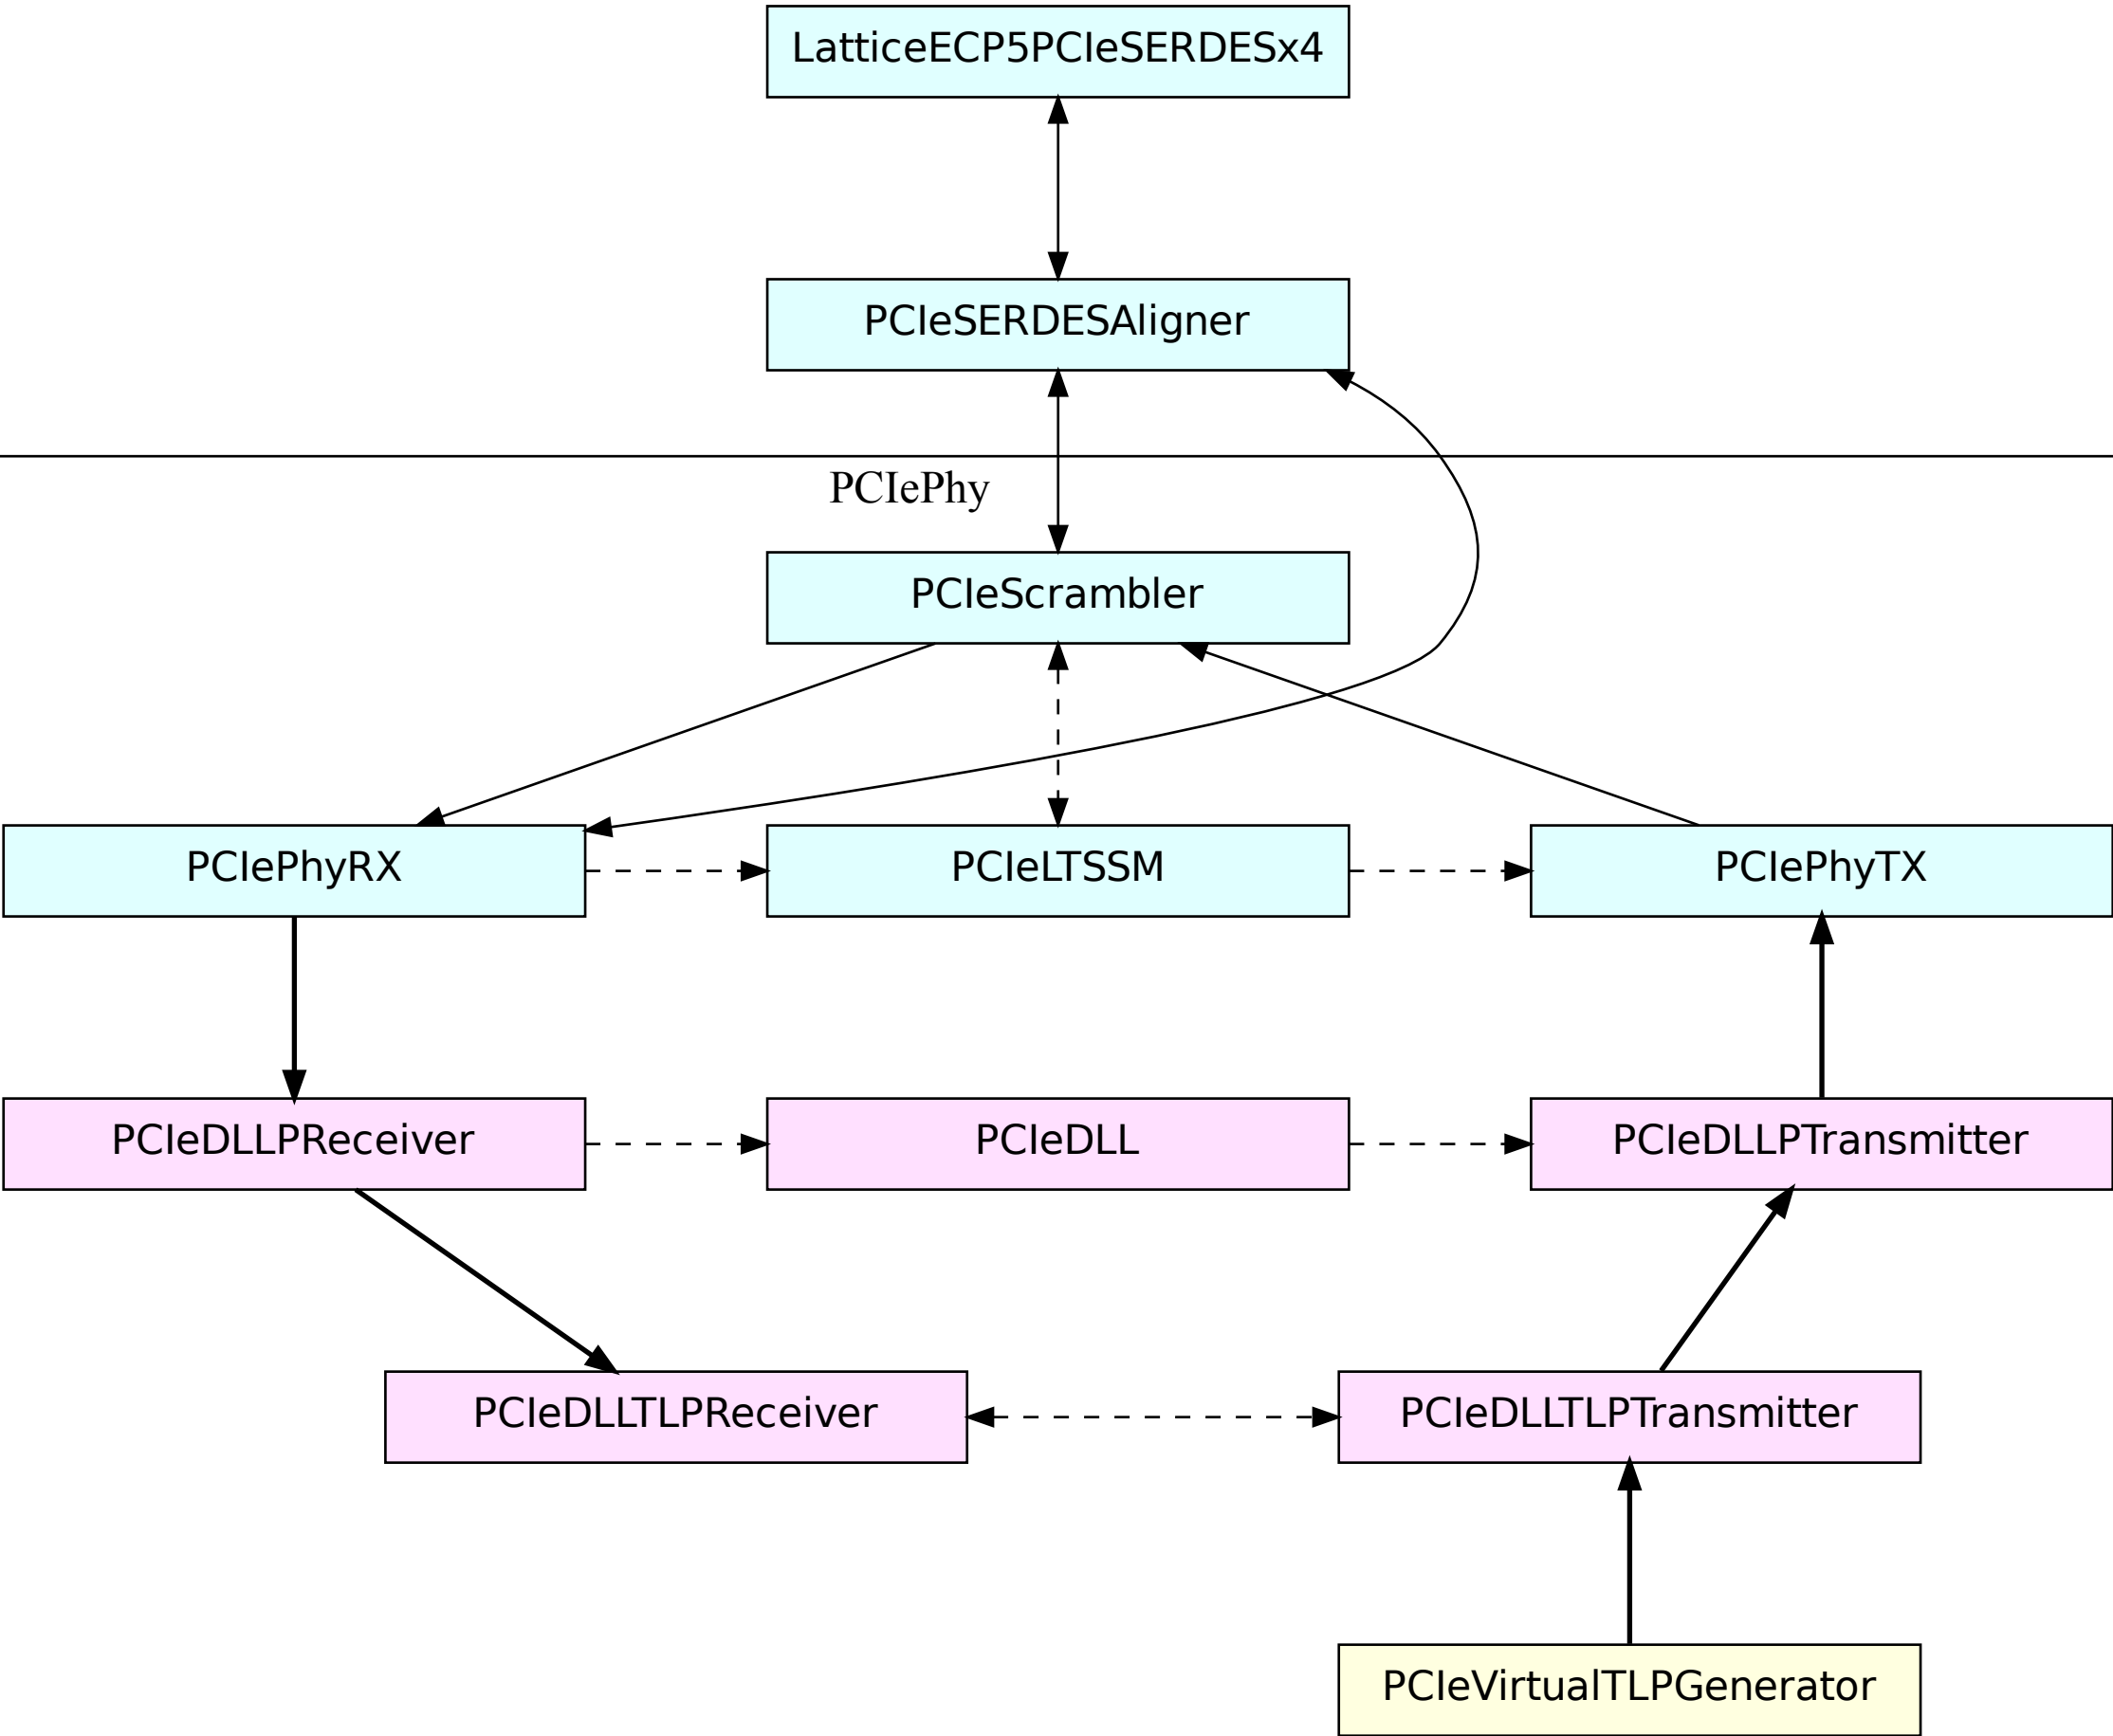 LatticeECP5PCIeSERDESx4
PCIeSERDESAligner
PCIePhy
PCIeScrambler
PCIePhyRX
PCIeLTSSM
PCIePhyTX
PCIeDLLPReceiver
PCIeDLL
PCIeDLLPTransmitter
PCIeDLLTLPReceiver
PCIeDLLTLPTransmitter
PCIeVirtualTLPGenerator